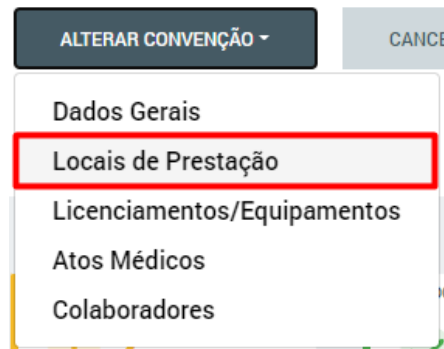 ALTERAR CONVENÇÃO
Dados Gerais
Locais de Prestação
Licenciamentos/Equipamentos
Atos Médicos
Colaboradores